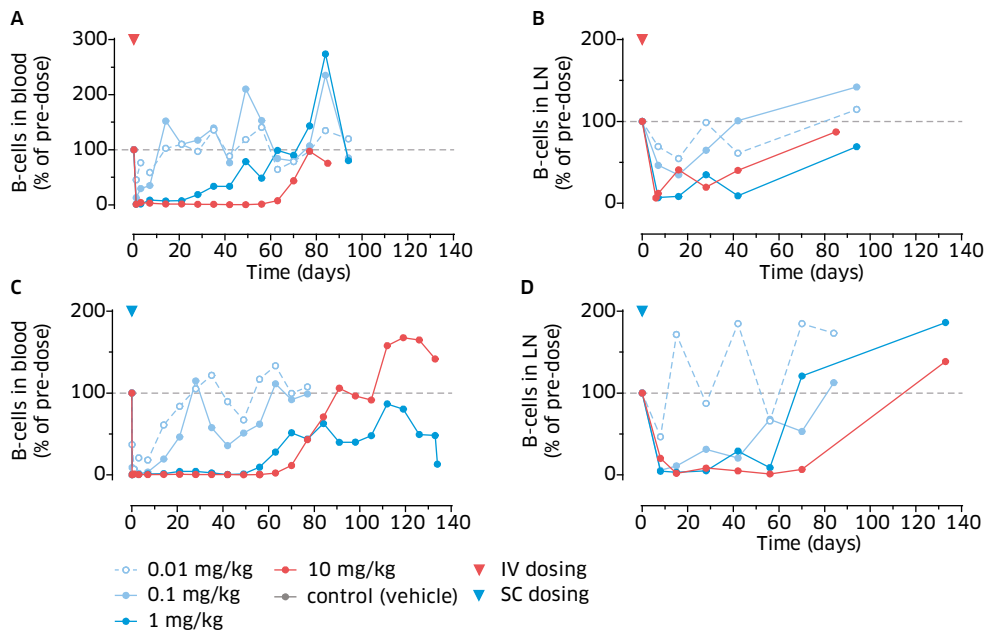 A
B-cells in blood
(% of pre-dose)
300
200
100
0
0 20 40 60 80 100 120 140
Time (days)
B
B-cells in LN
(% of pre-dose)
200
100
0
0 20 40 60 80 100 120 140
Time (days)
C
B-cells in blood
(% of pre-dose)
200
100
0
0 20 40 60 80 100 120 140
D
B-cells in LN
(% of pre-dose)
200
100
0
0 20 40 60 80 100 120 140
Time (days)
0.01 mg/kg
0.1 mg/kg
1 mg/kg
10 mg/kg
control (vehicle)
IV dosing
SC dosing